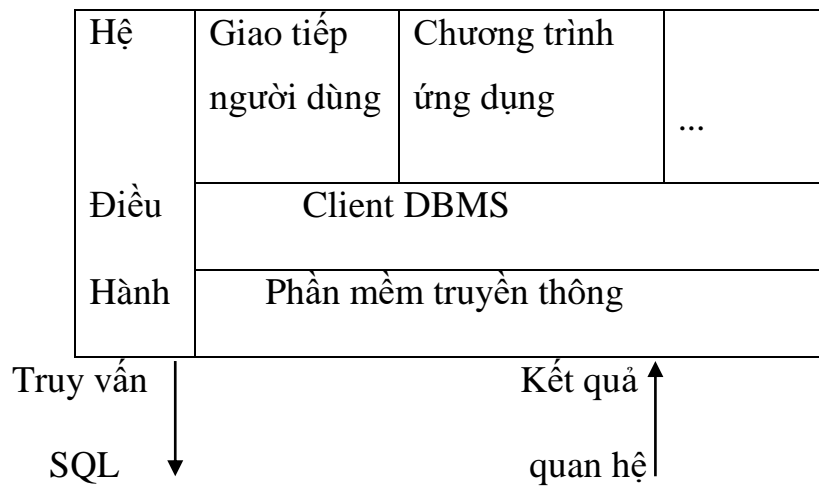 Hệ
Giao tiếp
người dùng
Chương trình
ứng dụng
...
Điều
Client DBMS
Hành
Phần mềm truyền thông
Truy vấn
SQL
Kết quả
quan hệ